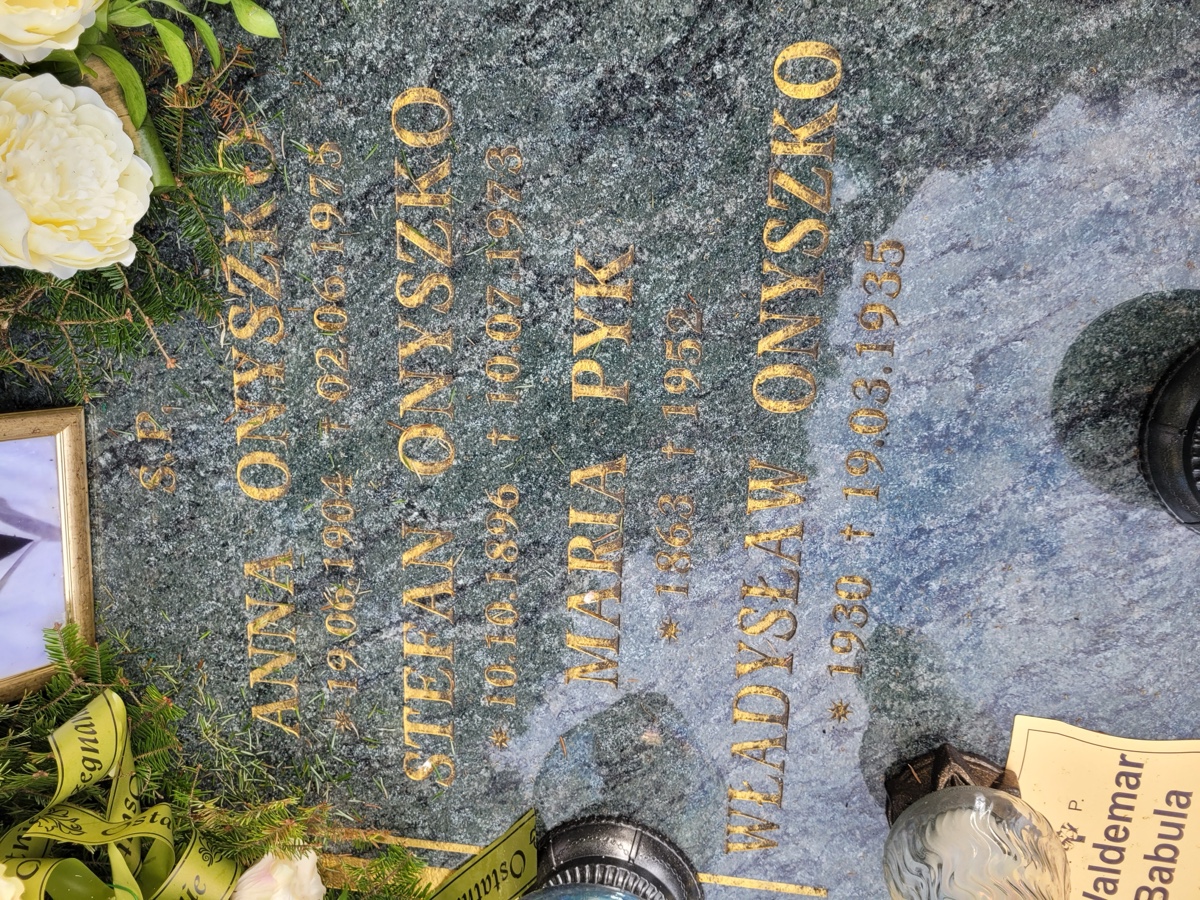 S.P.
ANNA ONYSZKO
* 19.06.1904 † 02.06.1975
STEFAN ONYSZKO
* 10.10.1896 † 10.07.1973
MARIA PYK
* 1863 † 1952
WŁADYSŁAW ONYSZKO
* 1930 † 19.03.1935
Ostatn
P.
Waldemar
Babula